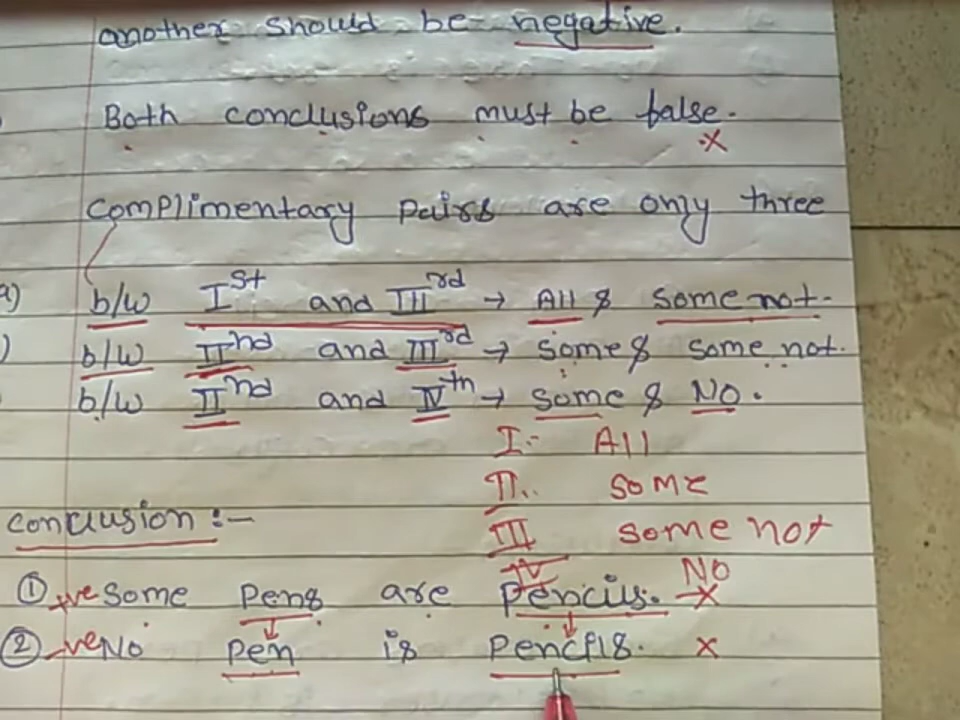 another should be negative.
Both conclusions must be false.
x
Complimentary pairs are only three
a) b/w Ist and IIIrd → All & some not.
) b/w IInd and IIIrd → some & some not.
b/w IInd and IVth → some & NO.
I:- All
II.. some
III some not
conclusion :-
IV NO
① +ve Some Pens are Pencils. x
② -ve No Pen is Pencils. x